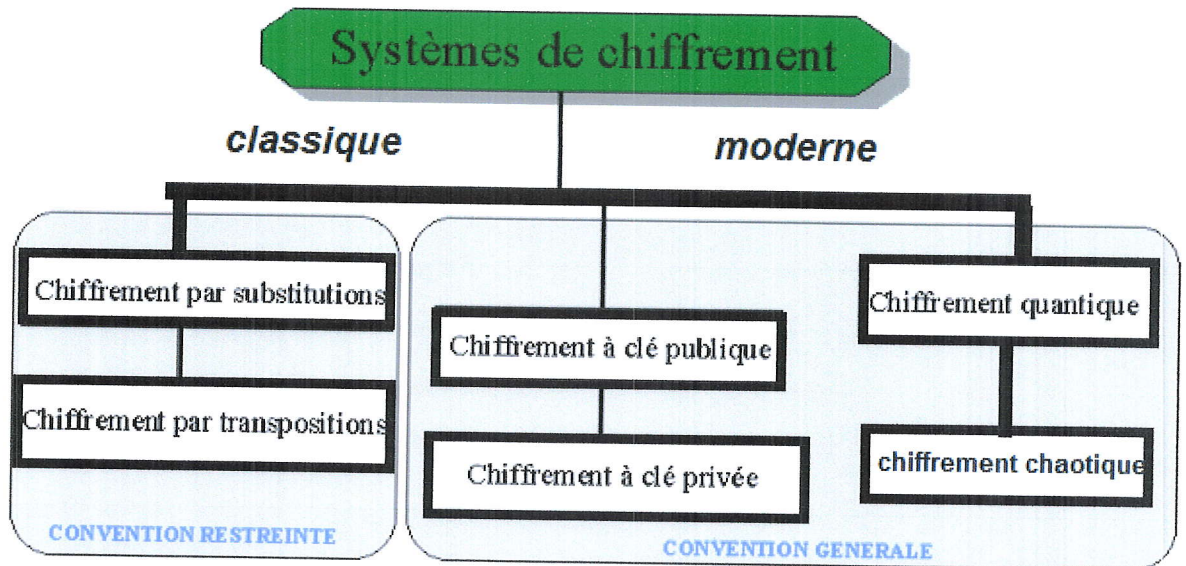 Systèmes de chiffrement
classique
moderne
Chiffrement par substitutions
Chiffrement par transpositions
CONVENTION RESTREINTE
Chiffrement à clé publique
Chiffrement à clé privée
Chiffrement quantique
chiffrement chaotique
CONVENTION GENERALE